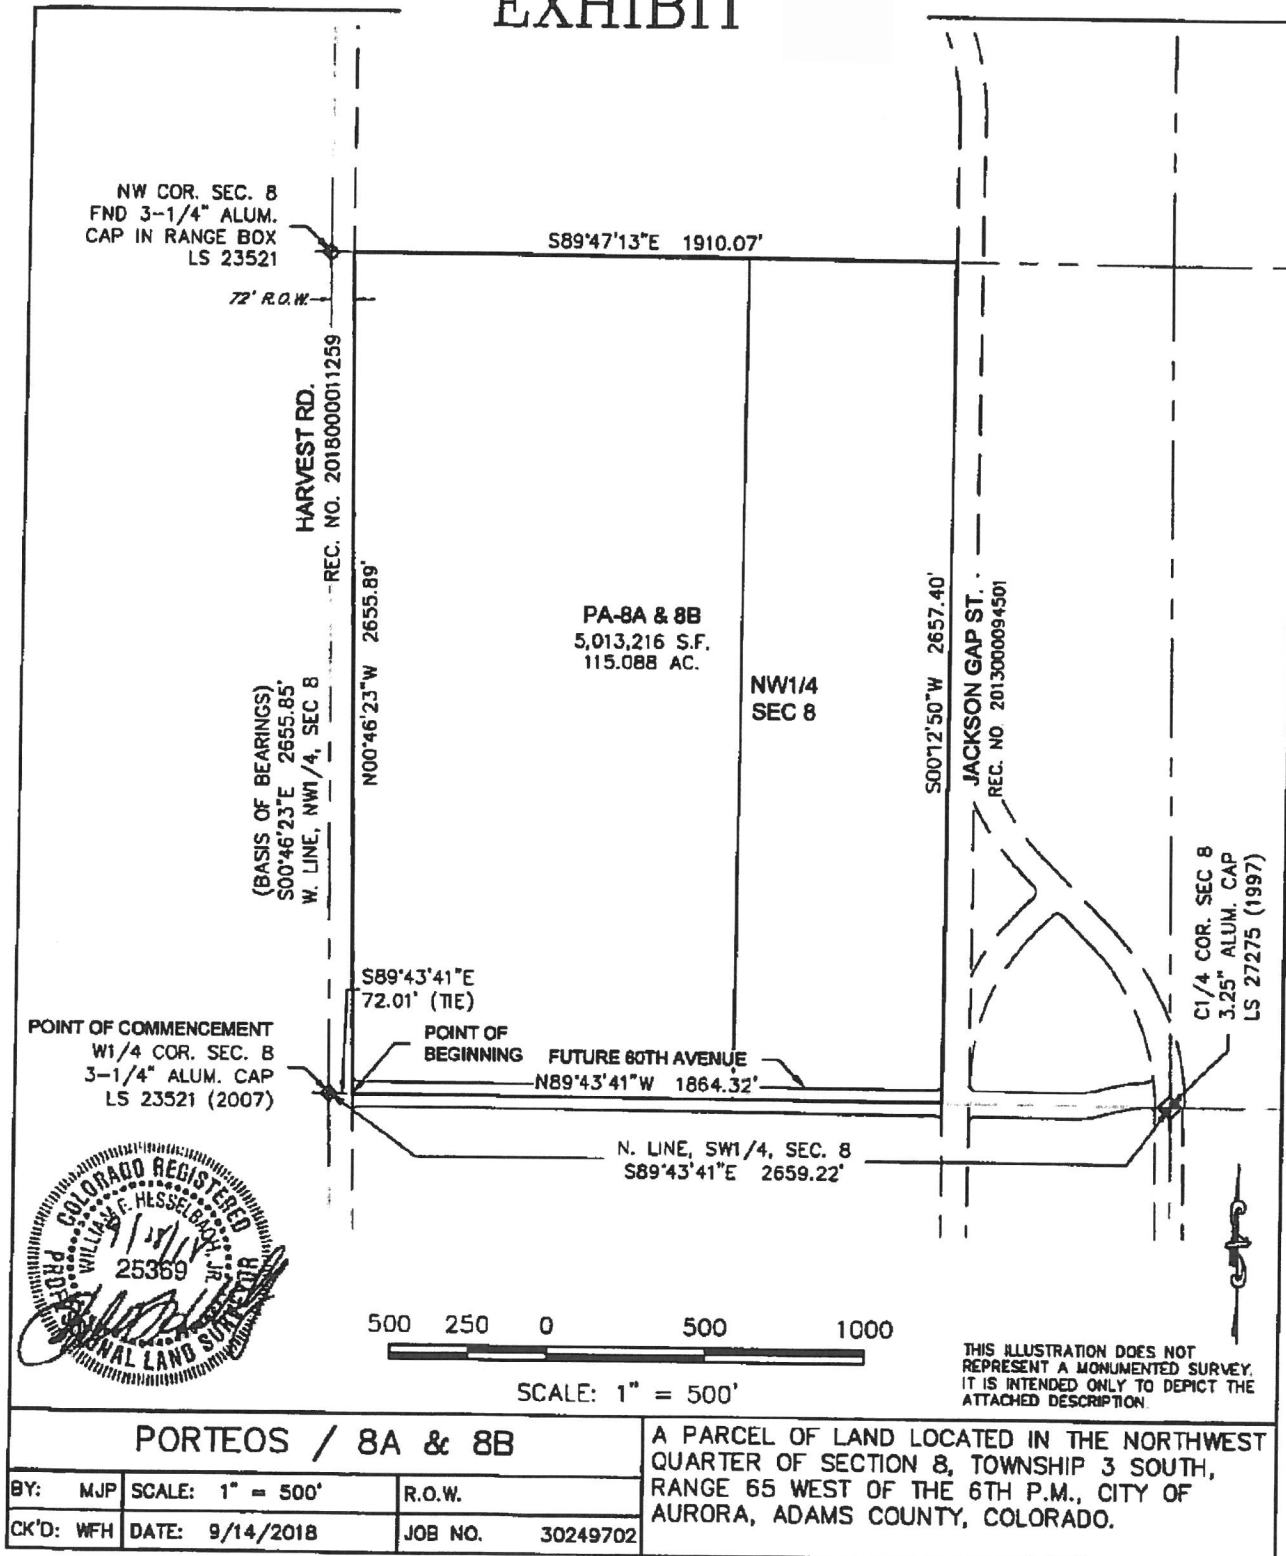 EXHIBIT
NW COR. SEC. 8
FND 3-1/4" ALUM.
CAP IN RANGE BOX
LS 23521
S89°47'13"E 1910.07'
72' R.O.W.
HARVEST RD.
REC. NO. 2018000011259
(BASIS OF BEARINGS)
S00°46'23"E 2655.85'
W. LINE, NW1/4, SEC 8
N00°46'23"W 2655.89'
PA-8A & 8B
5,013,216 S.F.
115.088 AC.
NW1/4
SEC 8
S00°12'50"W 2657.40'
JACKSON GAP ST.
REC. NO. 2013000094501
C1/4 COR. SEC 8
3.25" ALUM. CAP
LS 27275 (1997)
S89°43'41"E
72.01' (TIE)
POINT OF COMMENCEMENT
W1/4 COR. SEC. 8
3-1/4" ALUM. CAP
LS 23521 (2007)
POINT OF
BEGINNING
FUTURE 60TH AVENUE
N89°43'41"W 1864.32'
N. LINE, SW1/4, SEC. 8
S89°43'41"E 2659.22'
COLORADO REGISTERED
WILLIAM F. HESSELBACH, JR.
25369
PROFESSIONAL LAND SURVEYOR
500 250 0 500 1000
SCALE: 1" = 500'
THIS ILLUSTRATION DOES NOT
REPRESENT A MONUMENTED SURVEY.
IT IS INTENDED ONLY TO DEPICT THE
ATTACHED DESCRIPTION.
PORTEOS / 8A & 8B
BY: MJP SCALE: 1" = 500' R.O.W.
CK'D: WFH DATE: 9/14/2018 JOB NO. 30249702
A PARCEL OF LAND LOCATED IN THE NORTHWEST
QUARTER OF SECTION 8, TOWNSHIP 3 SOUTH,
RANGE 65 WEST OF THE 6TH P.M., CITY OF
AURORA, ADAMS COUNTY, COLORADO.